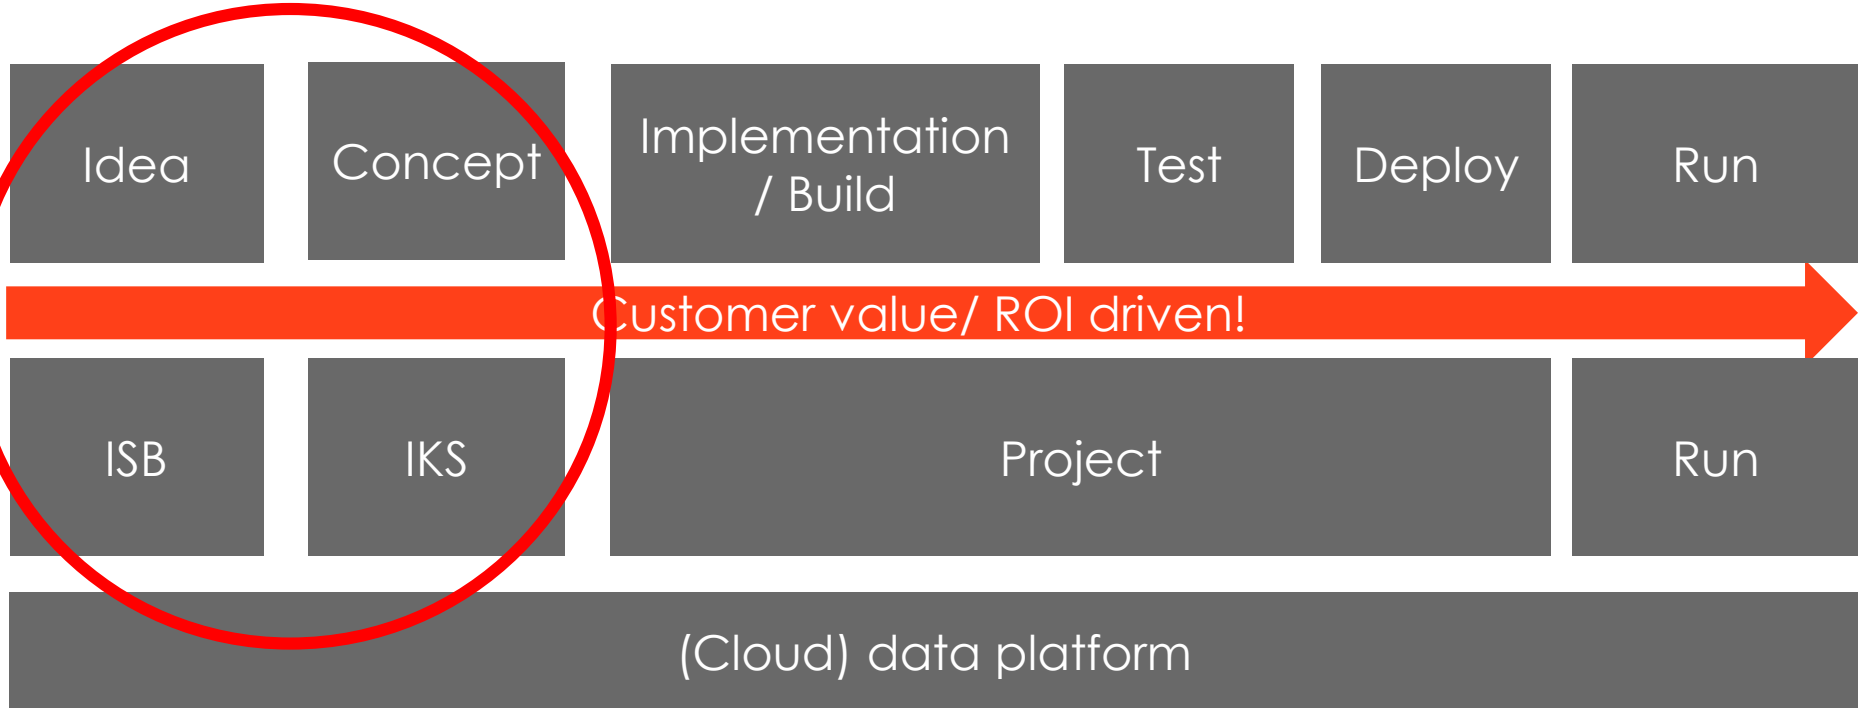 Idea
Concept
Implementation
/ Build
Test
Deploy
Run
Customer value/ ROI driven!
ISB
IKS
Project
Run
(Cloud) data platform